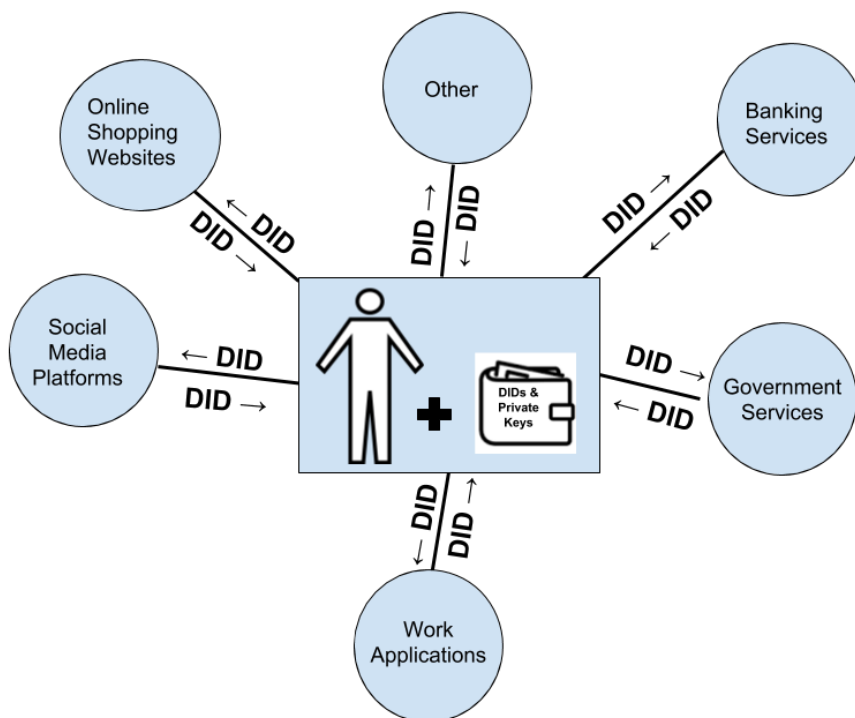 Other
Online
Shopping
Websites
Banking
Services
← DID
DID →
DID →
← DID
DID →
← DID
Social
Media
Platforms
← DID
DID →
DIDs &
Private
Keys
DID →
← DID
Government
Services
← DID
DID →
Work
Applications